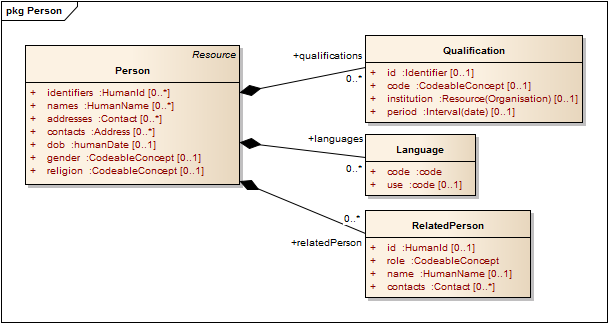 pkg Person
Resource
Person
+ identifiers :HumanId [0..*]
+ names :HumanName [0..*]
+ addresses :Contact [0..*]
+ contacts :Address [0..*]
+ dob :humanDate [0..1]
+ gender :CodeableConcept [0..1]
+ religion :CodeableConcept [0..1]
+qualifications
0..*
Qualification
+ id :Identifier [0..1]
+ code :CodeableConcept [0..1]
+ institution :Resource(Organisation) [0..1]
+ period :Interval(date) [0..1]
+languages
0..*
Language
+ code :code
+ use :code [0..1]
0..*
+relatedPerson
RelatedPerson
+ id :HumanId [0..1]
+ role :CodeableConcept
+ name :HumanName [0..1]
+ contacts :Contact [0..*]